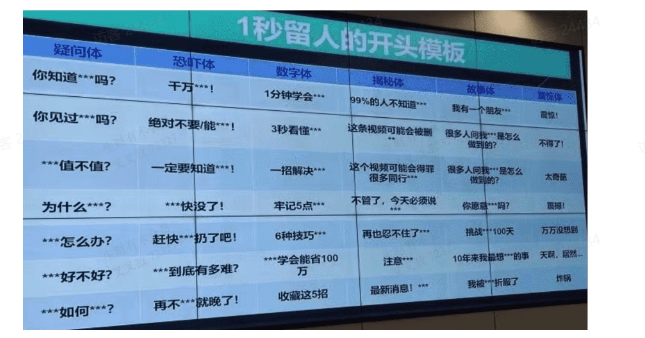 1秒留人的开头模板
疑问体 恐吓体 数字体 揭秘体 故事体 震惊体
你知道***吗? 千万***! 1分钟学会*** 99%的人不知道*** 我有一个朋友*** 震惊!
你见过***吗? 绝对不要/能***! 3秒看懂*** 这条视频可能会被删** 很多人问我***是怎么做到的? 不得了!
***值不值? 一定要知道***! 一招解决*** 这个视频可能会得罪很多同行*** 很多人问我***是怎么做到的? 太奇葩
为什么***? ***快没了! 牢记5点*** 不管了,今天必须说*** 你愿意***吗? 震撼!
***怎么办? 赶快***扔了吧! 6种技巧*** 再也忍不住了*** 挑战***100天 万万没想到
***好不好? ***到底有多难? ***学会能省100万 注意*** 10年来我最想***的事 天啊,居然...
***如何***? 再不***就晚了! 收藏这5招 最新消息!*** 我被***折服了 炸锅